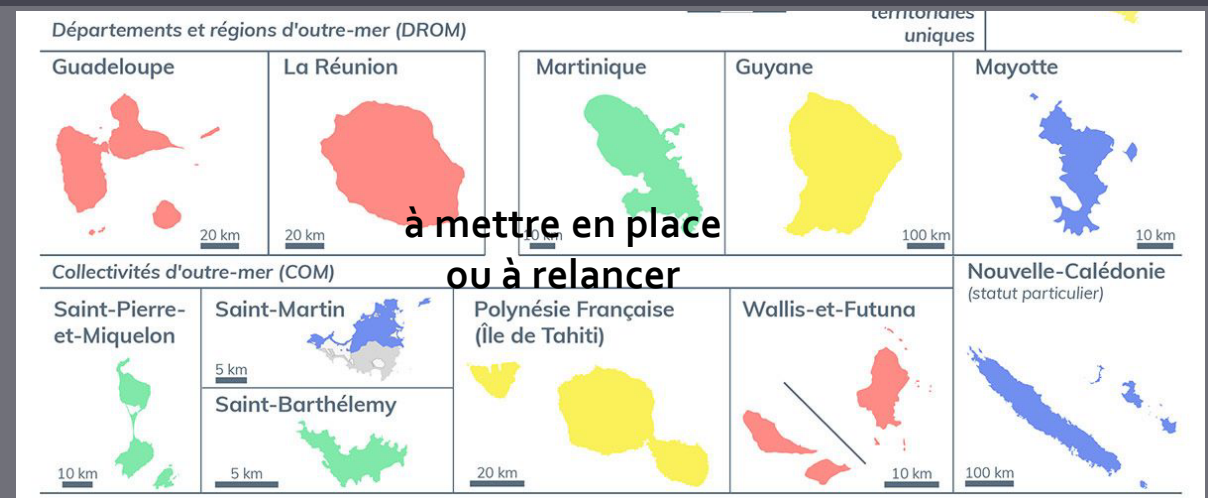 territoriales
uniques
Départements et régions d'outre-mer (DROM)
Guadeloupe
La Réunion
Martinique
Guyane
Mayotte
20 km
20 km
10 km
100 km
10 km
à mettre en place
ou à relancer
Collectivités d'outre-mer (COM)
Nouvelle-Calédonie
(statut particulier)
Saint-Pierre-
et-Miquelon
Saint-Martin
5 km
Saint-Barthélemy
Polynésie Française
(Île de Tahiti)
Wallis-et-Futuna
10 km
5 km
20 km
10 km
100 km